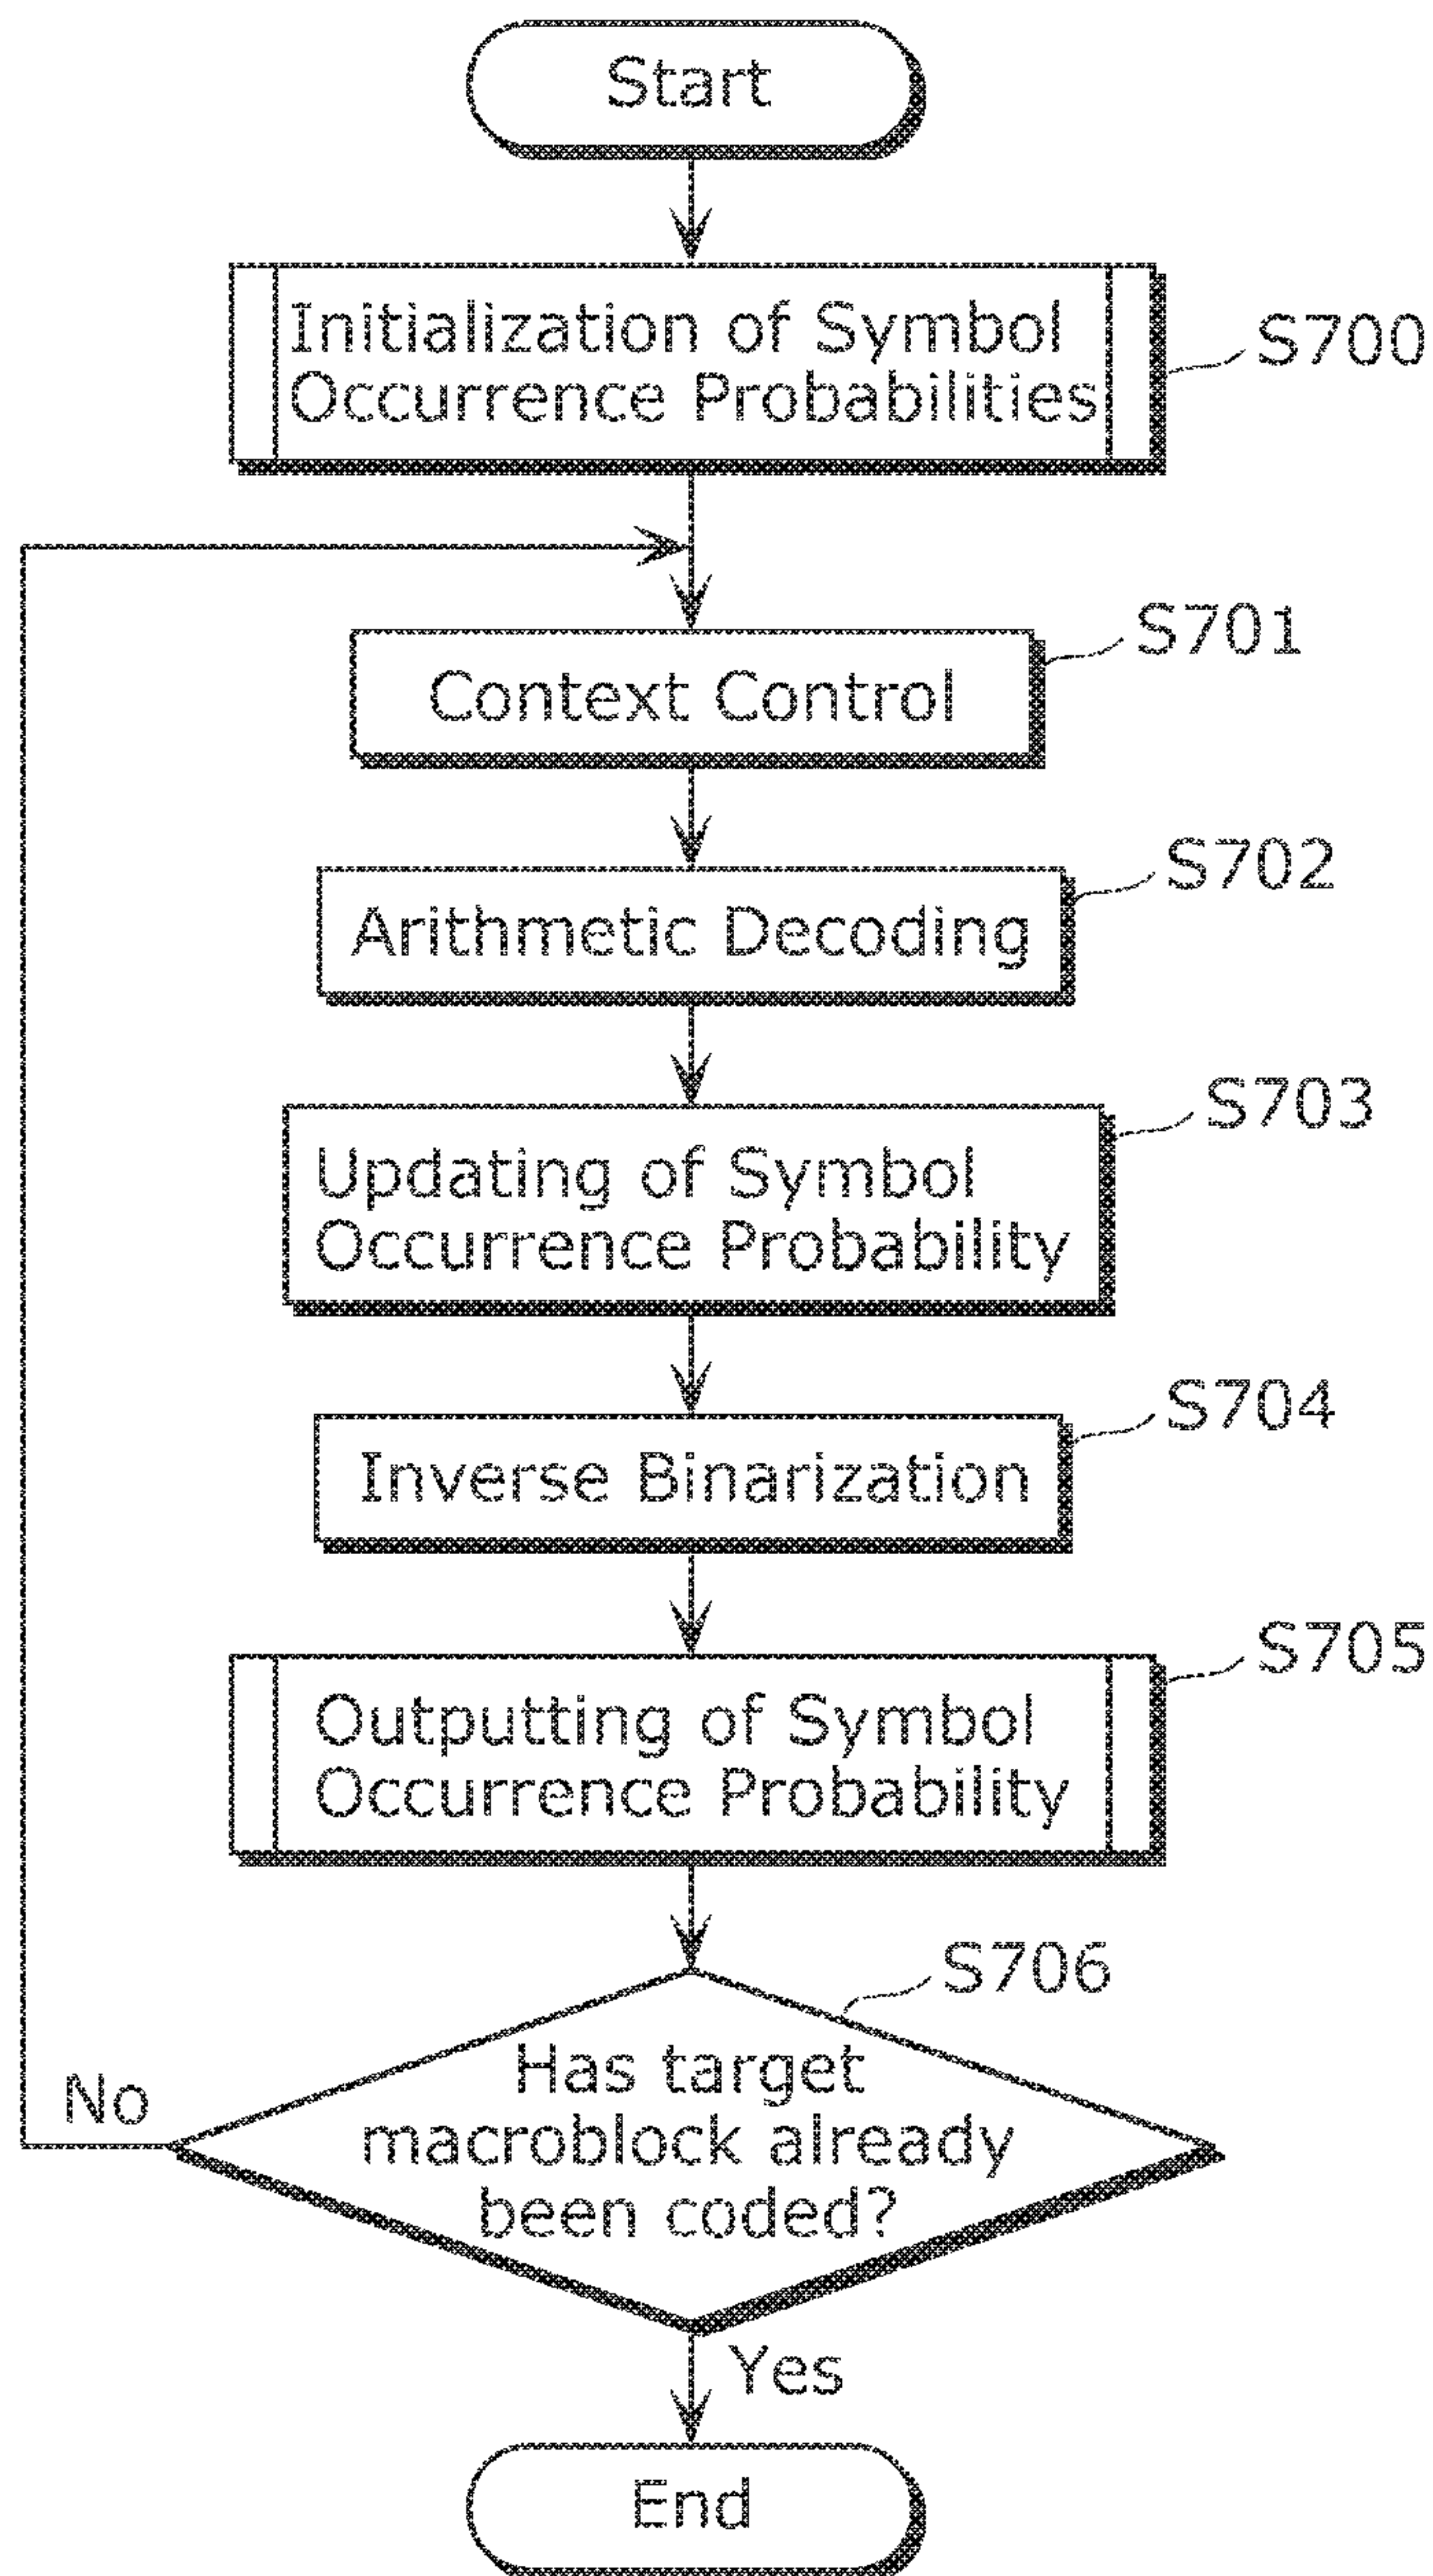 Start
Initialization of Symbol
Occurrence Probabilities
S700
Context Control
S701
Arithmetic Decoding
S702
Updating of Symbol
Occurrence Probability
S703
Inverse Binarization
S704
Outputting of Symbol
Occurrence Probability
S705
S706
Has target
macroblock already
been coded?
No
Yes
End